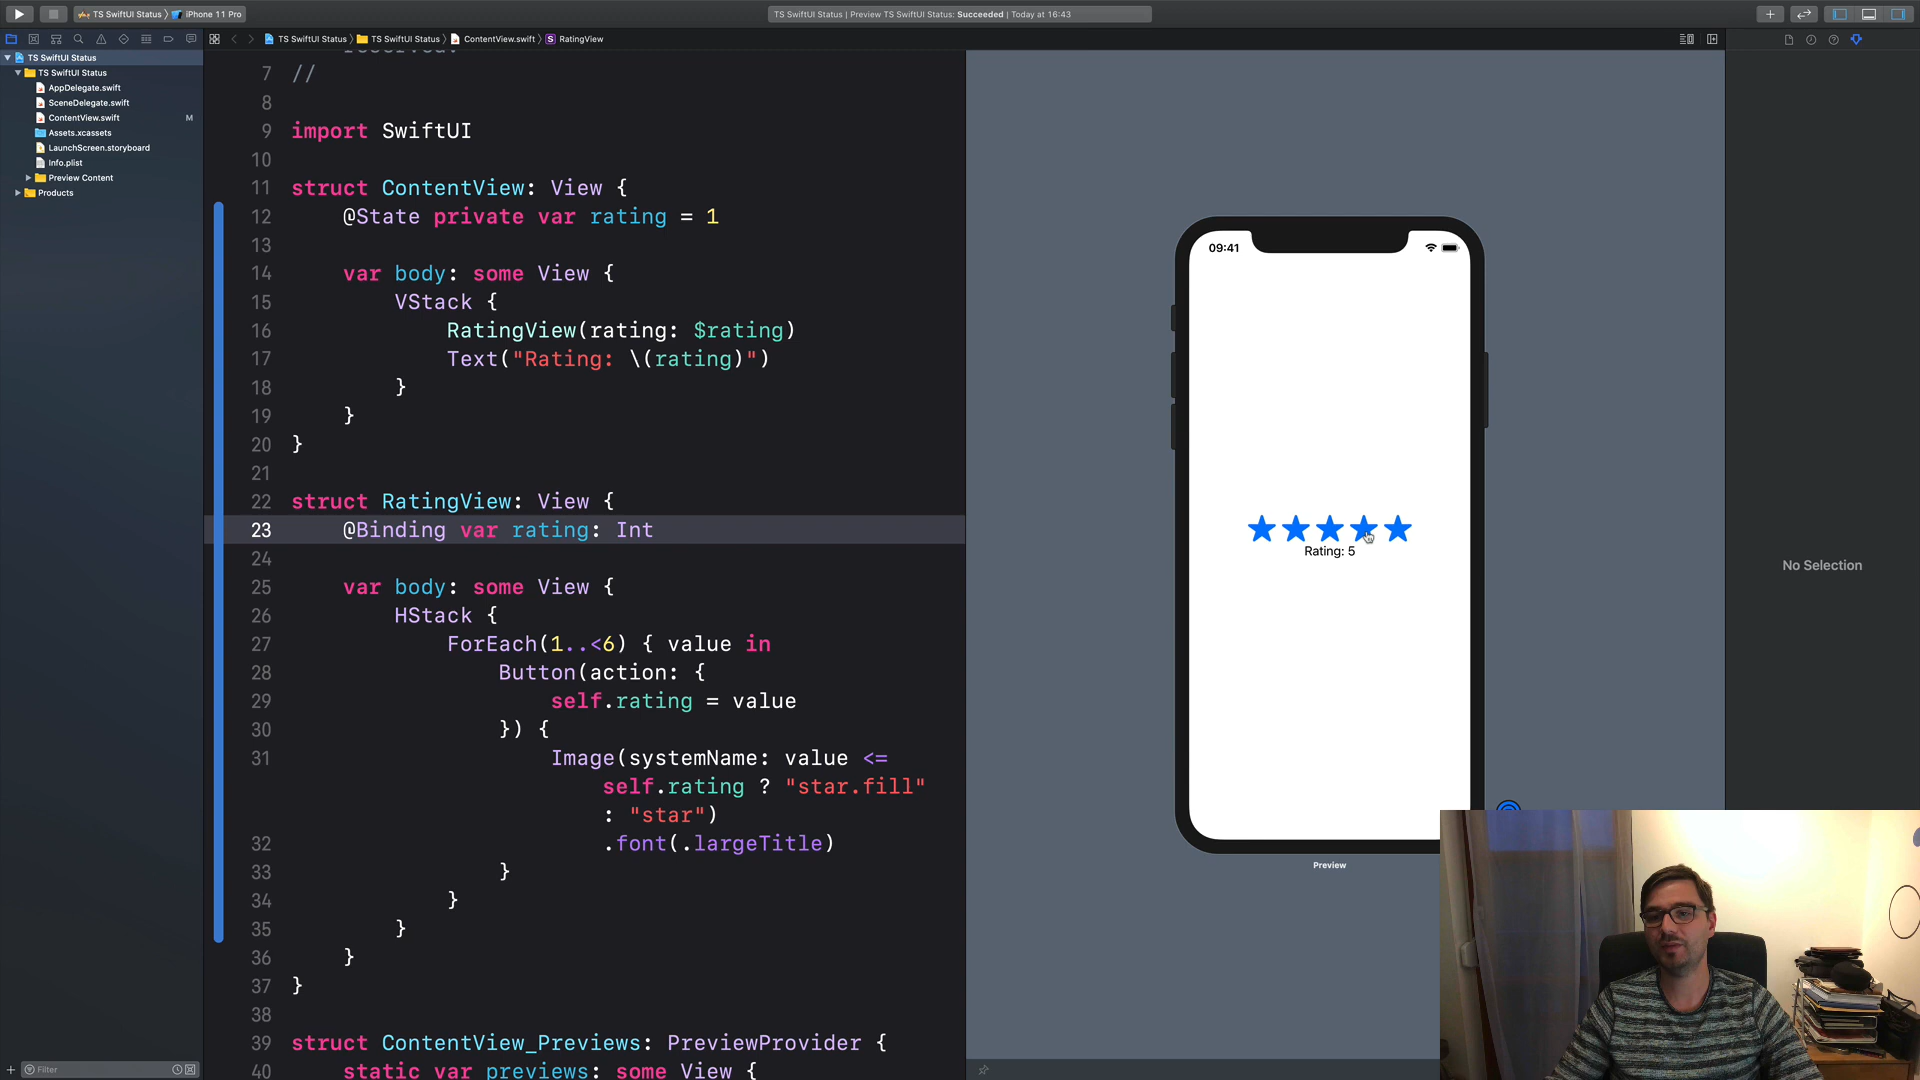 TS SwiftUI Status
iPhone 11 Pro
TS SwiftUI Status | Preview TS SwiftUI Status: Succeeded | Today at 16:43
TS SwiftUI Status
TS SwiftUI Status
ContentView.swift
S
RatingView
TS SwiftUI Status
TS SwiftUI Status
AppDelegate.swift
SceneDelegate.swift
ContentView.swift
M
Assets.xcassets
LaunchScreen.storyboard
Info.plist
Preview Content
Products
Filter
7 //
8
9 import SwiftUI
10
11 struct ContentView: View {
12 @State private var rating = 1
13
14 var body: some View {
15 VStack {
16 RatingView(rating: $rating)
17 Text("Rating: \(rating)")
18 }
19 }
20 }
21
22 struct RatingView: View {
23 @Binding var rating: Int
24
25 var body: some View {
26 HStack {
27 ForEach(1..<6) { value in
28 Button(action: {
29 self.rating = value
30 }) {
31 Image(systemName: value <=
self.rating ? "star.fill"
: "star")
32 .font(.largeTitle)
33 }
34 }
35 }
36 }
37 }
38
39 struct ContentView_Previews: PreviewProvider {
40 static var previews: some View {
09:41
Rating: 5
Preview
No Selection